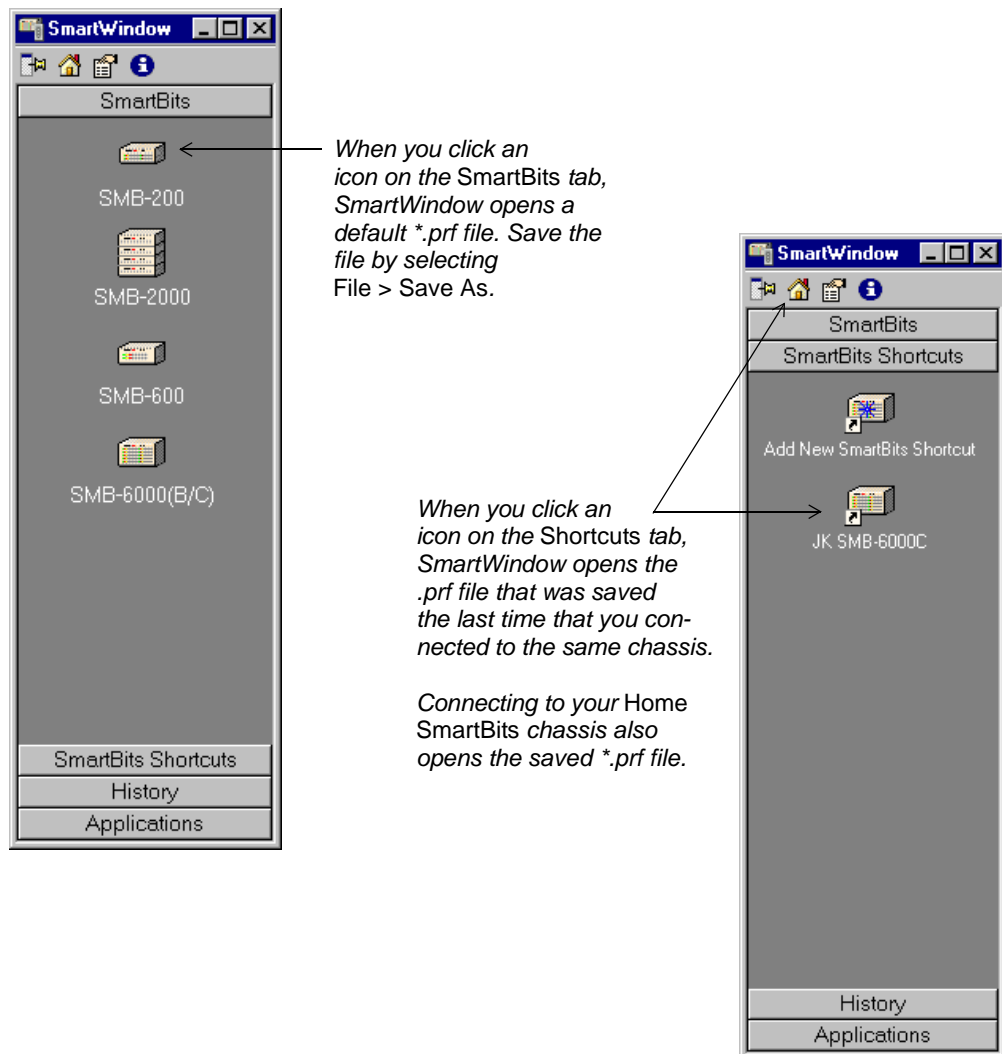 SmartWindow
SmartBits
SMB-200
SMB-2000
SMB-600
SMB-6000(B/C)
SmartBits Shortcuts
History
Applications
When you click an
icon on the SmartBits tab,
SmartWindow opens a
default *.prf file. Save the
file by selecting
File > Save As.
SmartWindow
SmartBits
SmartBits Shortcuts
Add New SmartBits Shortcut
JK SMB-6000C
History
Applications
When you click an
icon on the Shortcuts tab,
SmartWindow opens the
.prf file that was saved
the last time that you con-
nected to the same chassis.
Connecting to your Home
SmartBits chassis also
opens the saved *.prf file.